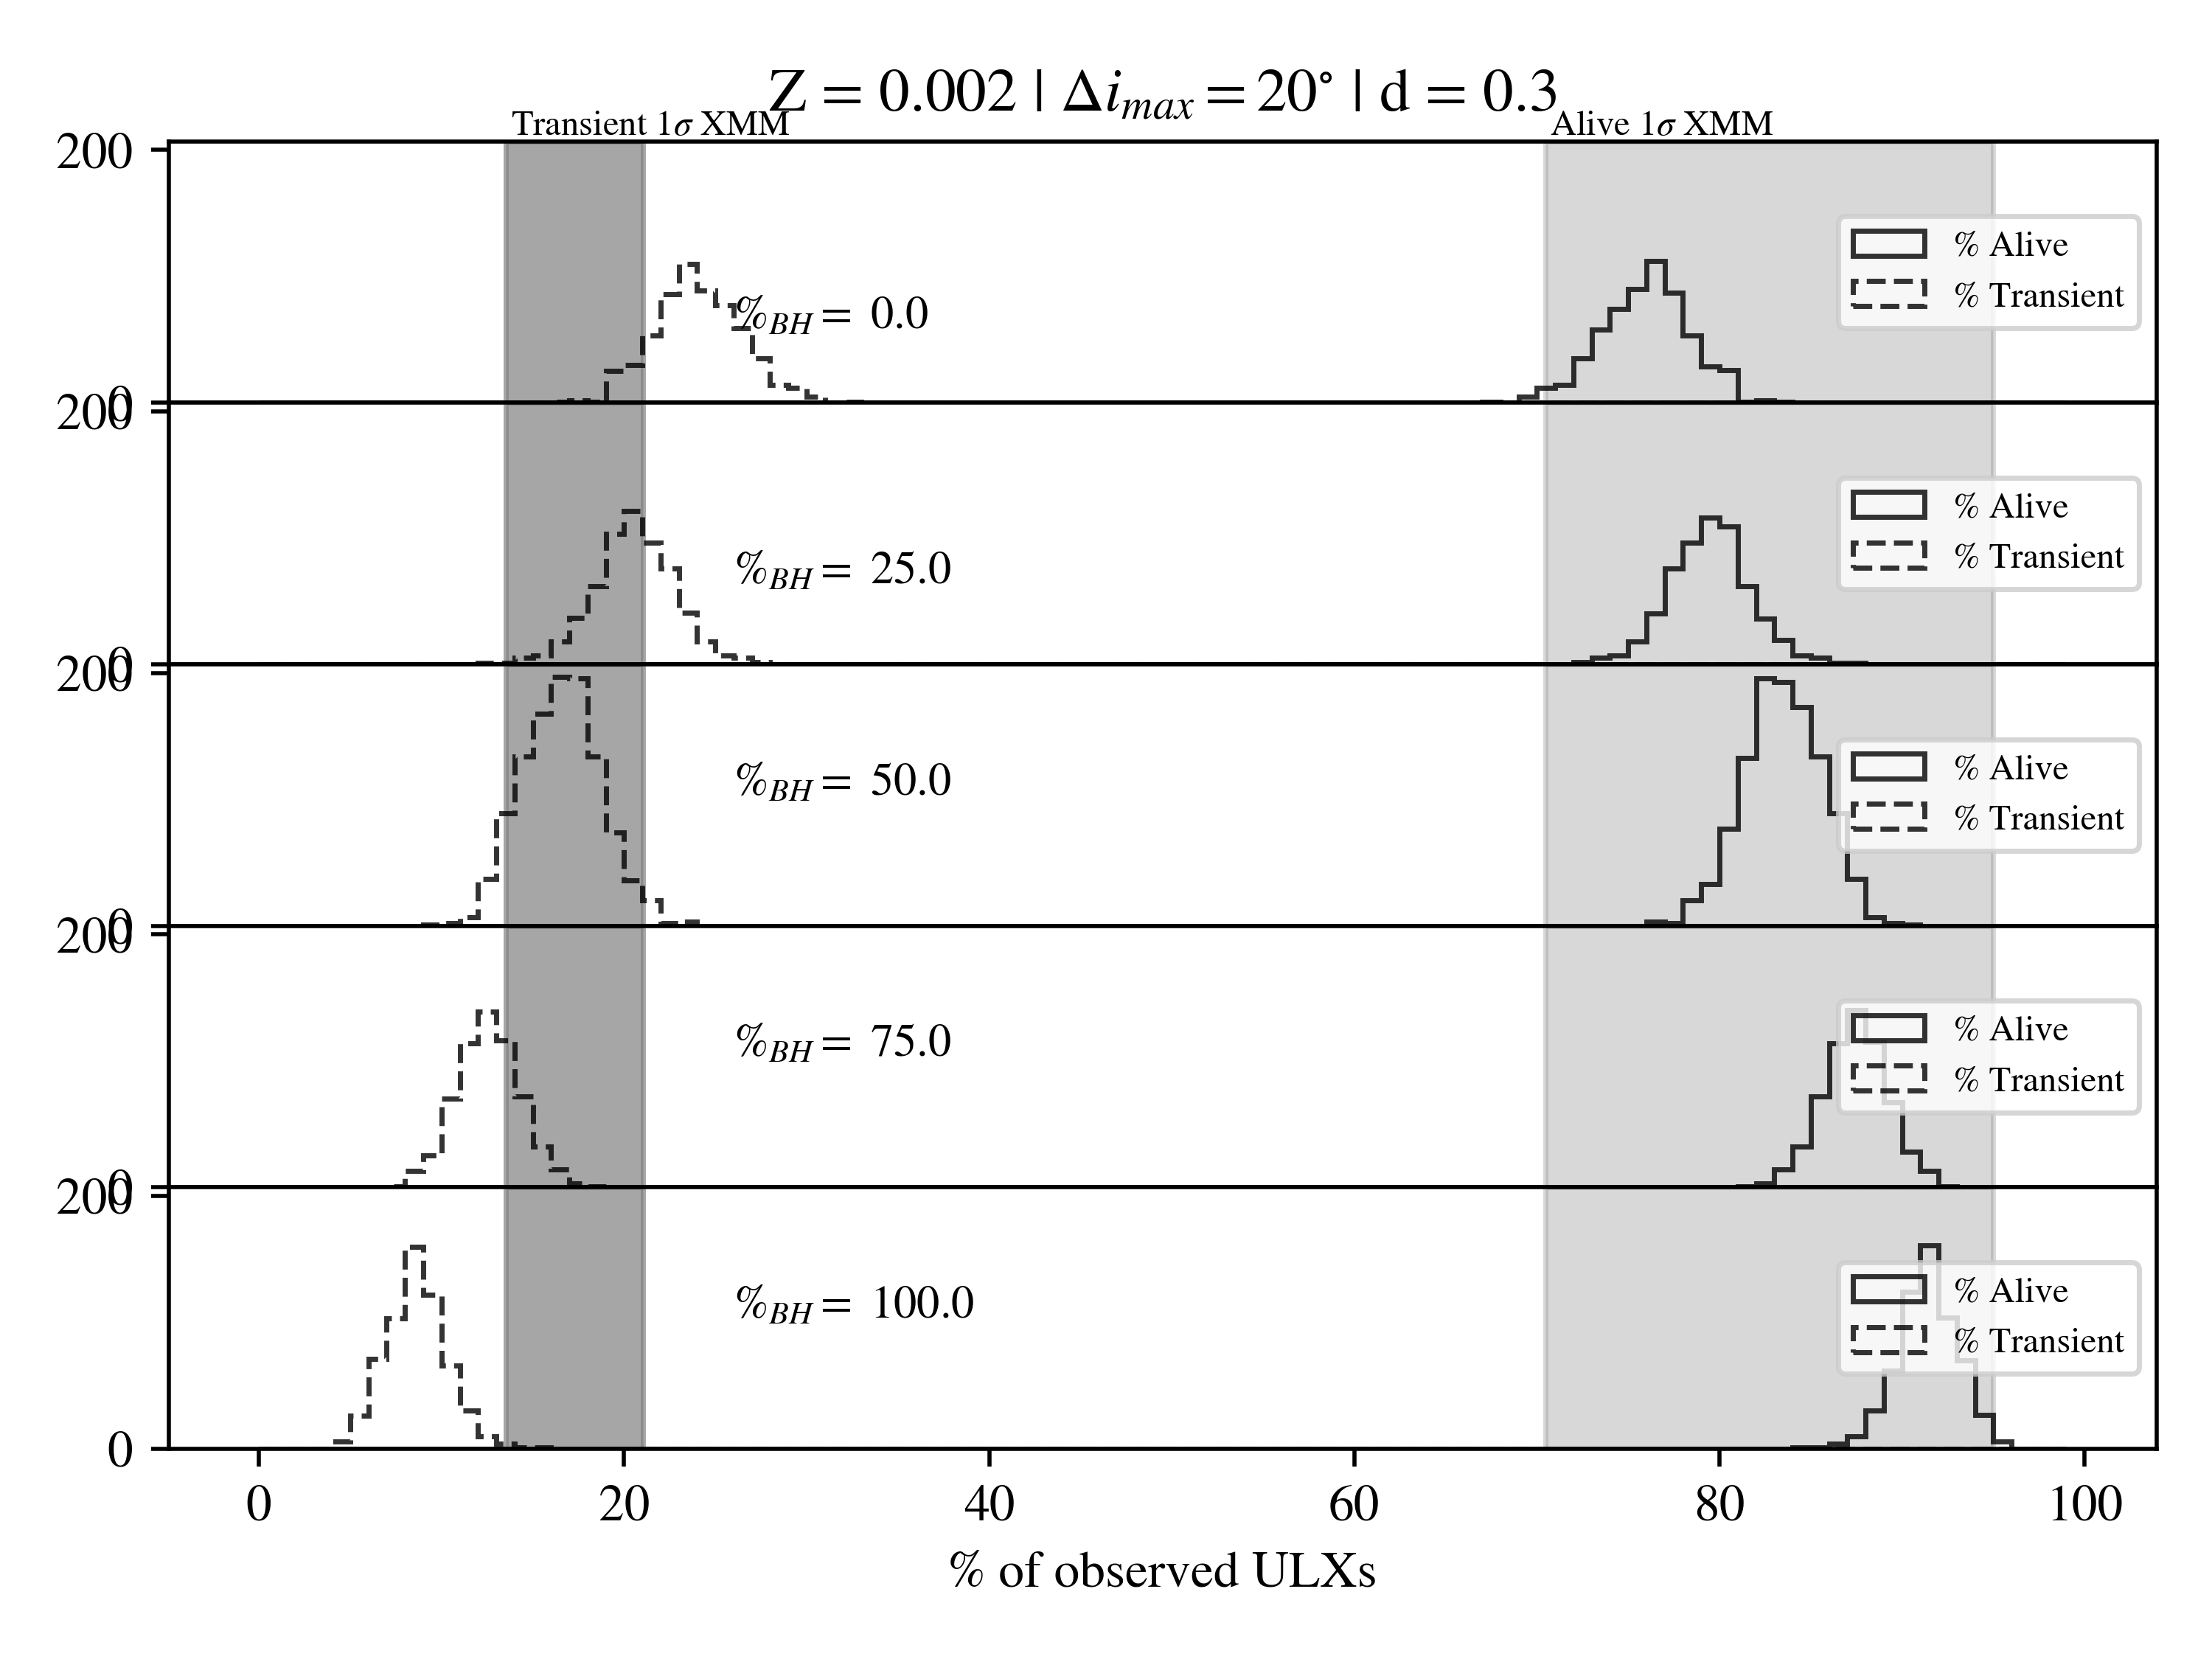 Z = 0.002 | Δi_max = 20° | d = 0.3
Transient 1σ XMM
Alive 1σ XMM
200
% Alive
% Transient
%_BH = 0.0
0
200
% Alive
% Transient
%_BH = 25.0
0
200
% Alive
% Transient
%_BH = 50.0
0
200
% Alive
% Transient
%_BH = 75.0
0
200
% Alive
% Transient
%_BH = 100.0
0
0 20 40 60 80 100
% of observed ULXs